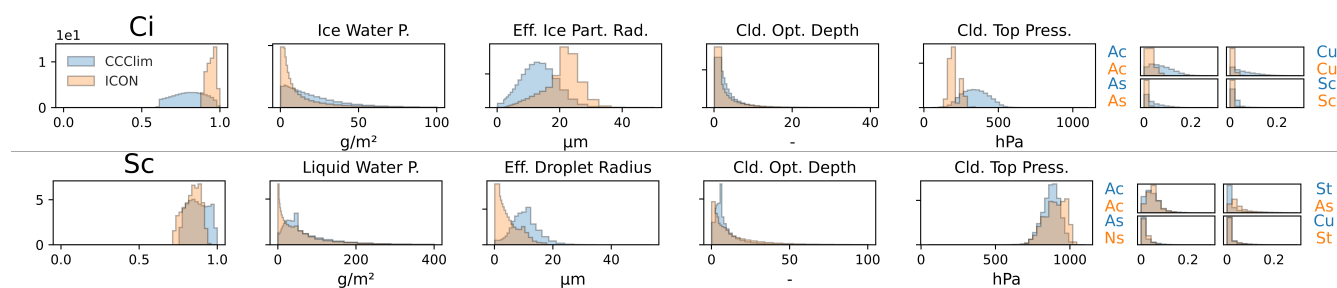 Ci
Ice Water P.
Eff. Ice Part. Rad.
Cld. Opt. Depth
Cld. Top Press.
1e1
CCClim
ICON
1
0
0.0 0.5 1.0
0 50 100
g/m²
0 20 40
μm
0 20 40
-
0 500 1000
hPa
Ac Cu
Ac Cu
As Sc
As Sc
0 0.2 0 0.2
Sc
Liquid Water P.
Eff. Droplet Radius
Cld. Opt. Depth
Cld. Top Press.
5
0
0.0 0.5 1.0
0 200 400
g/m²
0 20 40
μm
0 50 100
-
0 500 1000
hPa
Ac St
Ac As
As Cu
Ns St
0 0.2 0 0.2